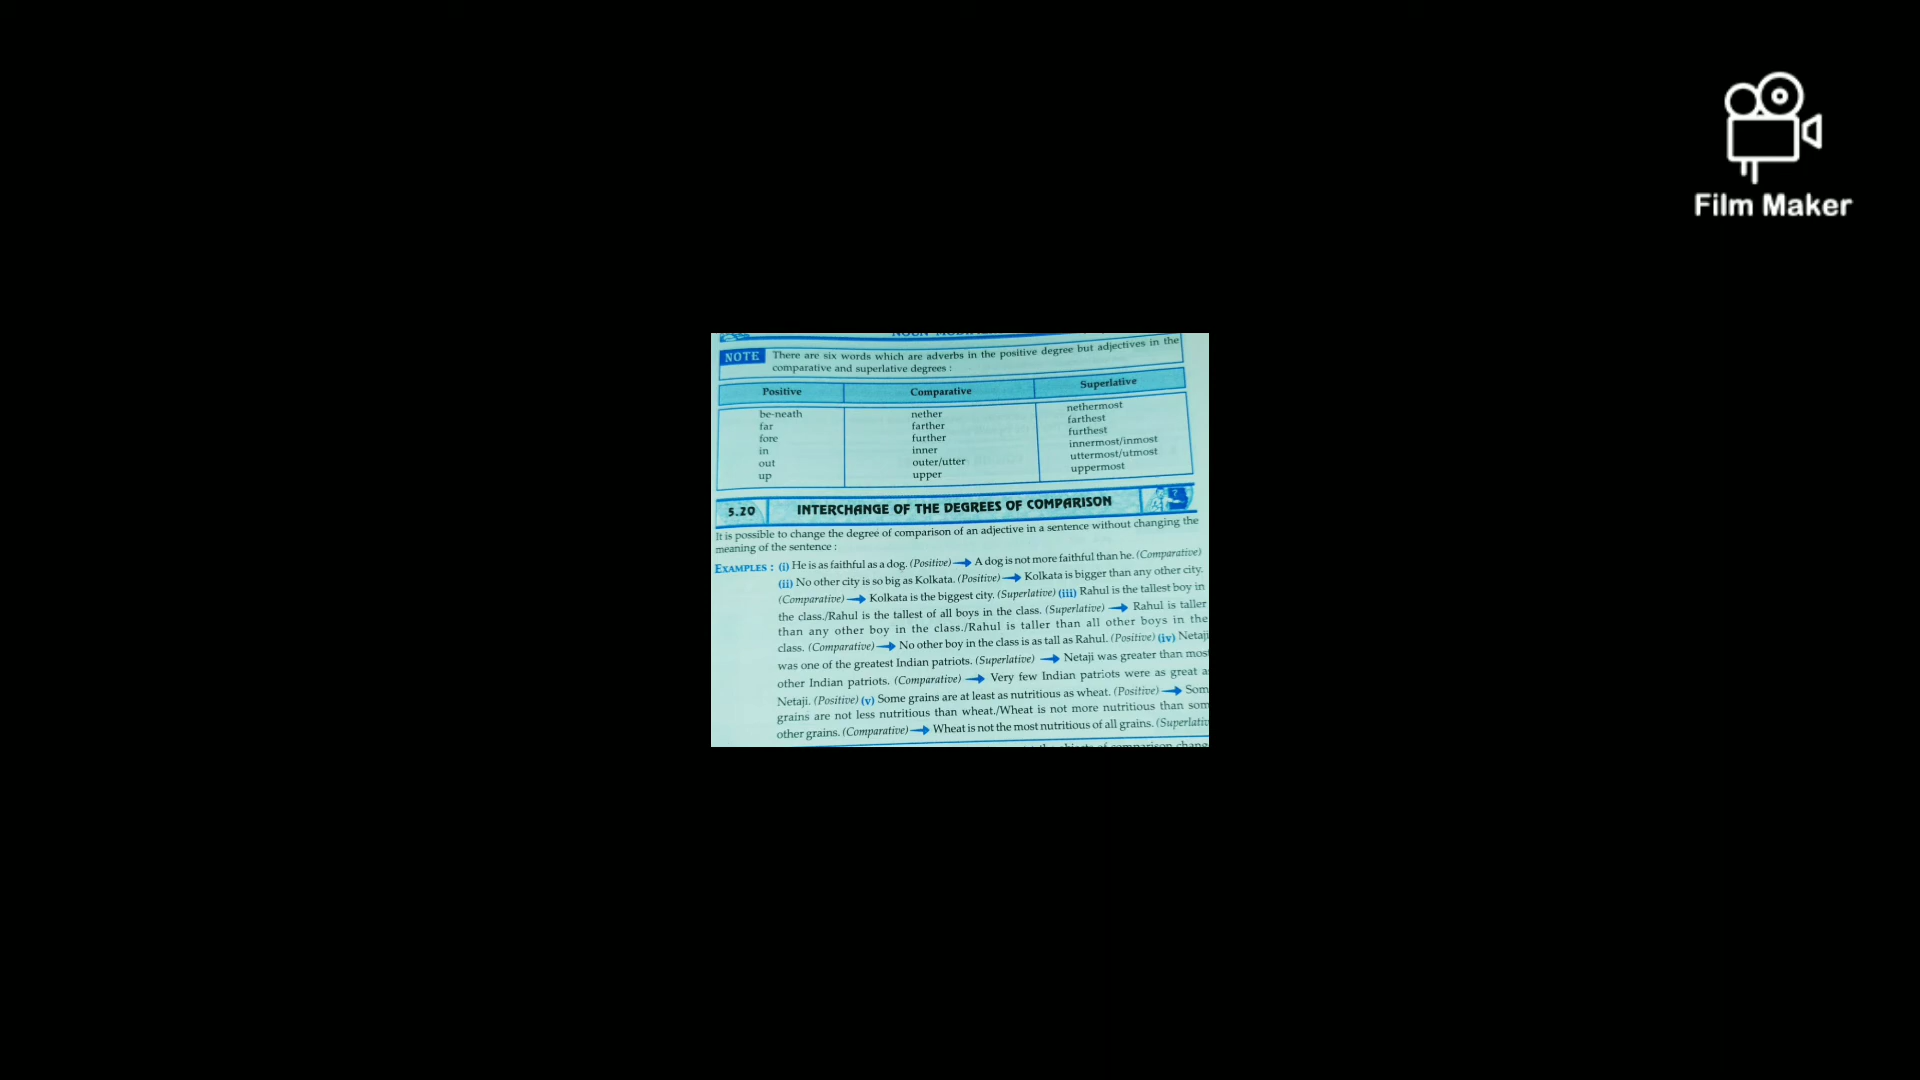 Film Maker
NOTE There are six words which are adverbs in the positive degree but adjectives in the
comparative and superlative degrees :
Positive Comparative Superlative
be-neath nether nethermost
far farther farthest
fore further furthest
in inner innermost/inmost
out outer/utter uttermost/utmost
up upper uppermost
5.20 INTERCHANGE OF THE DEGREES OF COMPARISON
It is possible to change the degree of comparison of an adjective in a sentence without changing the
meaning of the sentence :
EXAMPLES : (i) He is as faithful as a dog. (Positive) → A dog is not more faithful than he. (Comparative)
(ii) No other city is so big as Kolkata. (Positive) → Kolkata is bigger than any other city.
(Comparative) → Kolkata is the biggest city. (Superlative) (iii) Rahul is the tallest boy in
the class./Rahul is the tallest of all boys in the class. (Superlative) → Rahul is taller
than any other boy in the class./Rahul is taller than all other boys in the
class. (Comparative) → No other boy in the class is as tall as Rahul. (Positive) (iv) Netaji
was one of the greatest Indian patriots. (Superlative) → Netaji was greater than mos
other Indian patriots. (Comparative) → Very few Indian patriots were as great a
Netaji. (Positive) (v) Some grains are at least as nutritious as wheat. (Positive) → Som
grains are not less nutritious than wheat./Wheat is not more nutritious than som
other grains. (Comparative) → Wheat is not the most nutritious of all grains. (Superlativ